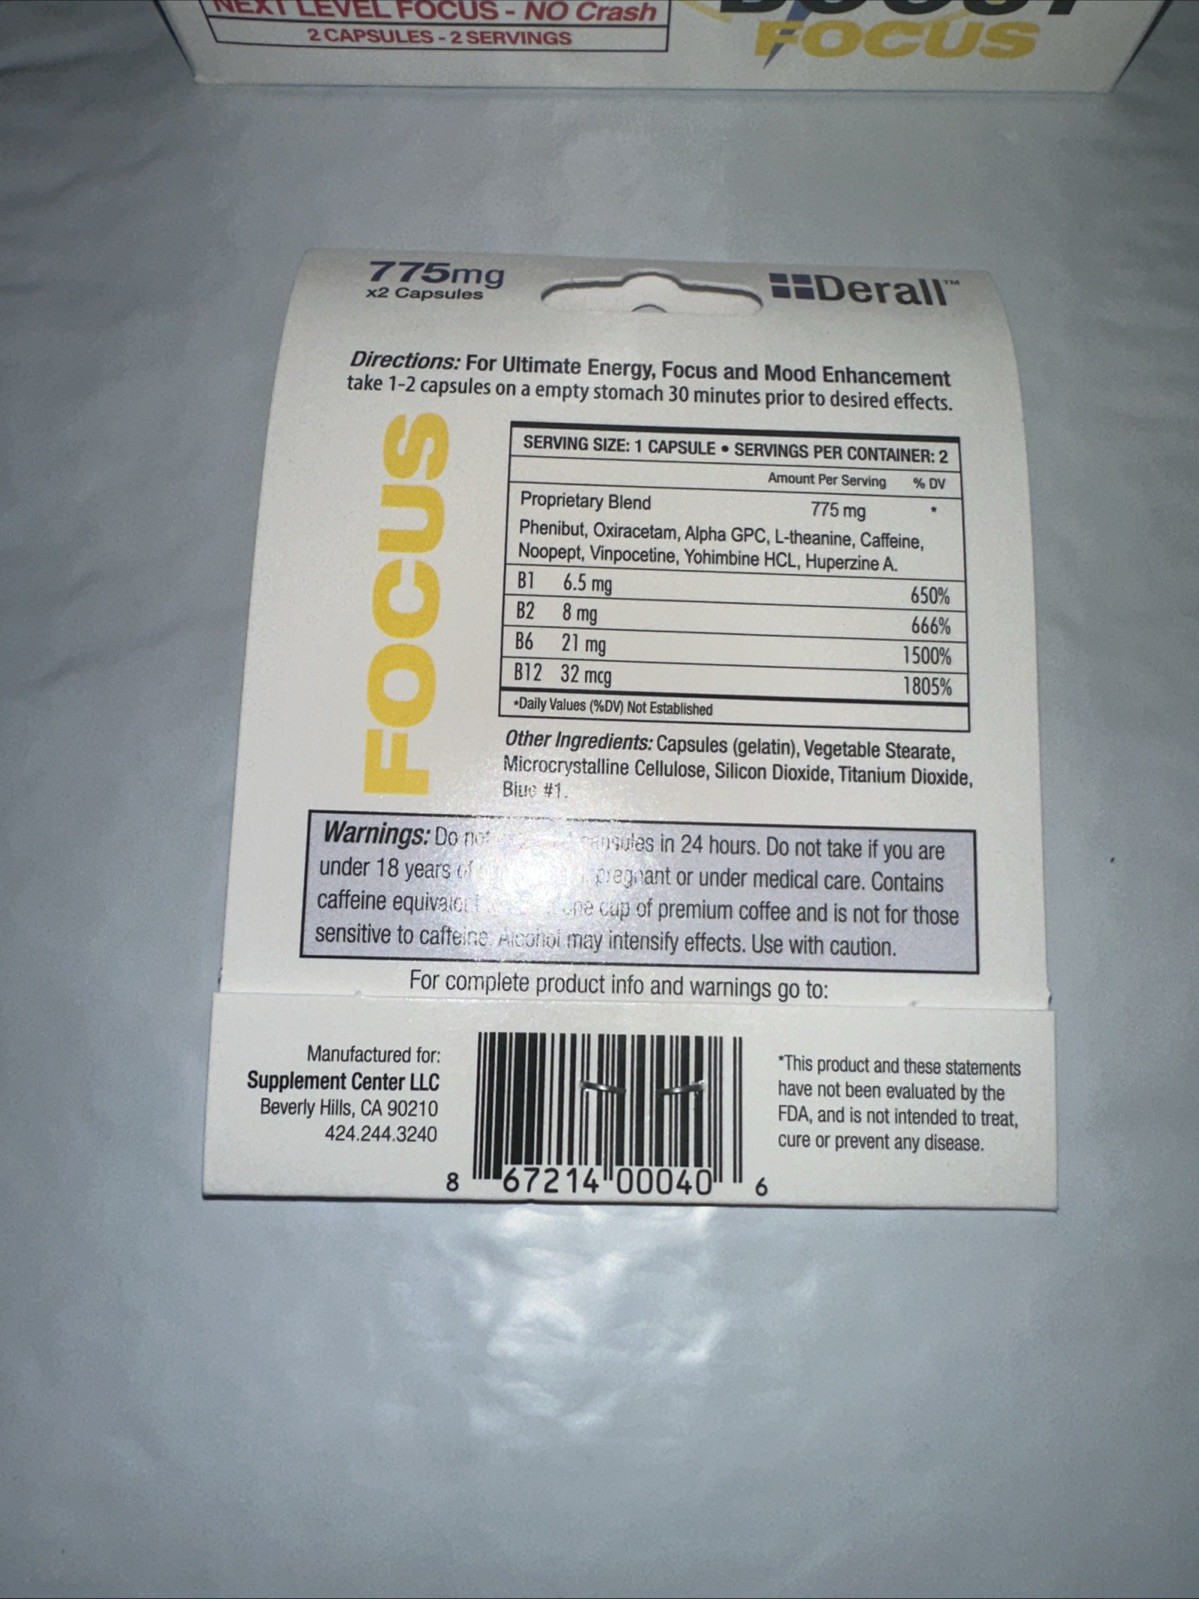 NEXT LEVEL FOCUS - NO Crash
2 CAPSULES - 2 SERVINGS
FOCUS
775mg
x2 Capsules
Derall™
Directions: For Ultimate Energy, Focus and Mood Enhancement
take 1-2 capsules on a empty stomach 30 minutes prior to desired effects.
FOCUS
SERVING SIZE: 1 CAPSULE • SERVINGS PER CONTAINER: 2
Amount Per Serving % DV
Proprietary Blend 775 mg *
Phenibut, Oxiracetam, Alpha GPC, L-theanine, Caffeine,
Noopept, Vinpocetine, Yohimbine HCL, Huperzine A.
B1 6.5 mg 650%
B2 8 mg 666%
B6 21 mg 1500%
B12 32 mcg 1805%
*Daily Values (%DV) Not Established
Other Ingredients: Capsules (gelatin), Vegetable Stearate,
Microcrystalline Cellulose, Silicon Dioxide, Titanium Dioxide,
Blue #1.
Warnings: Do not capsules in 24 hours. Do not take if you are
under 18 years of pregnant or under medical care. Contains
caffeine equivalent one cup of premium coffee and is not for those
sensitive to caffeine. Alcohol may intensify effects. Use with caution.
For complete product info and warnings go to:
Manufactured for:
Supplement Center LLC
Beverly Hills, CA 90210
424.244.3240
8 67214 00040 6
*This product and these statements
have not been evaluated by the
FDA, and is not intended to treat,
cure or prevent any disease.